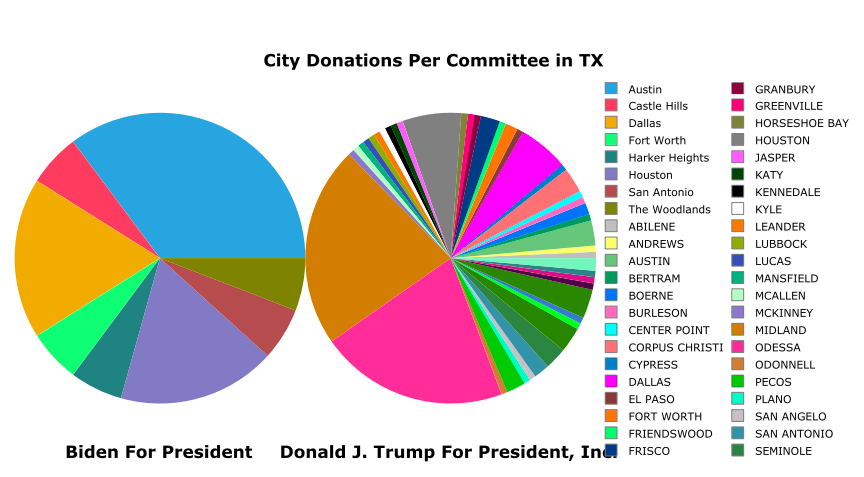 City Donations Per Committee in TX
Austin
Castle Hills
Dallas
Fort Worth
Harker Heights
Houston
San Antonio
The Woodlands
ABILENE
ANDREWS
AUSTIN
BERTRAM
BOERNE
BURLESON
CENTER POINT
CORPUS CHRISTI
CYPRESS
DALLAS
EL PASO
FORT WORTH
FRIENDSWOOD
FRISCO
GRANBURY
GREENVILLE
HORSESHOE BAY
HOUSTON
JASPER
KATY
KENNEDALE
KYLE
LEANDER
LUBBOCK
LUCAS
MANSFIELD
MCALLEN
MCKINNEY
MIDLAND
ODESSA
ODONNELL
PECOS
PLANO
SAN ANGELO
SAN ANTONIO
SEMINOLE
Biden For President
Donald J. Trump For President, Inc.